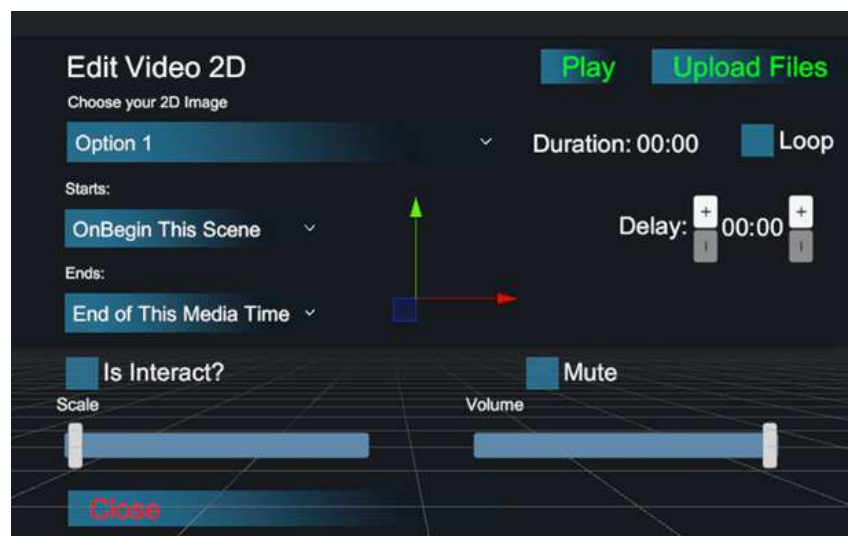 Edit Video 2D
Play
Upload Files
Choose your 2D Image
Option 1
Duration: 00:00
Loop
Starts:
OnBegin This Scene
Delay:
+
00:00
+
Ends:
End of This Media Time
Is Interact?
Mute
Scale
Volume
Close